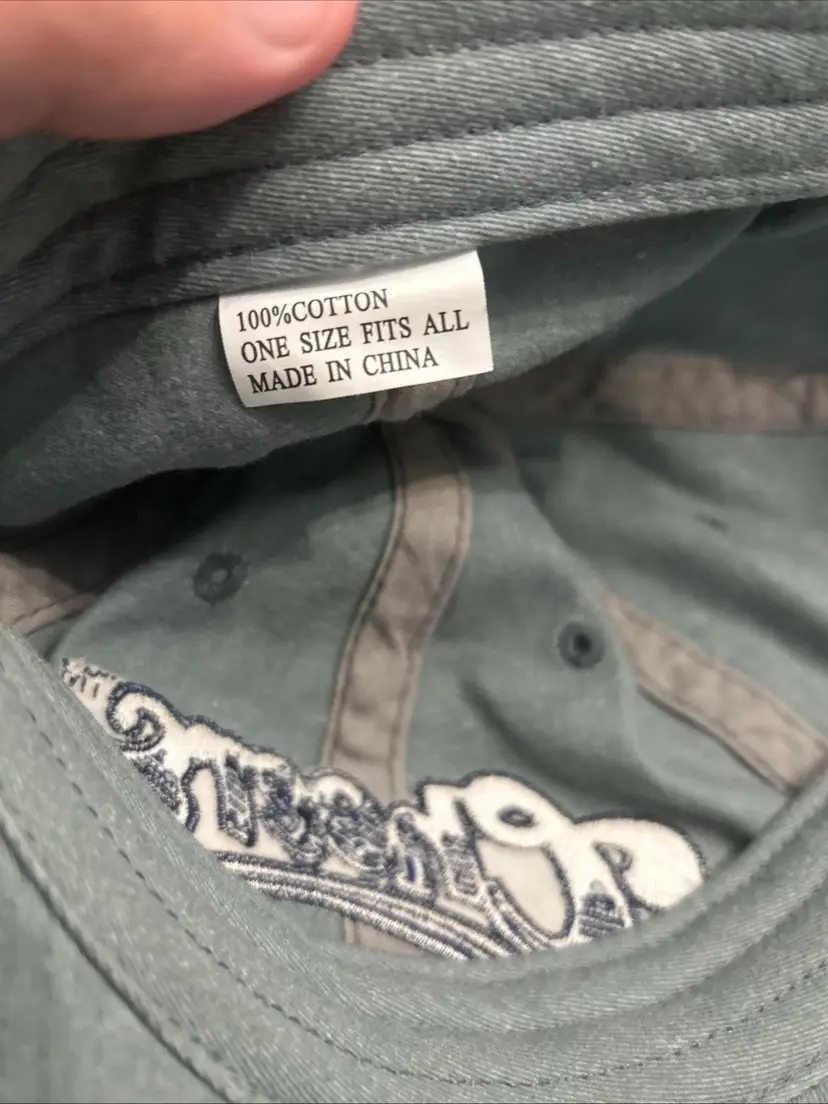 100%COTTON
ONE SIZE FITS ALL
MADE IN CHINA